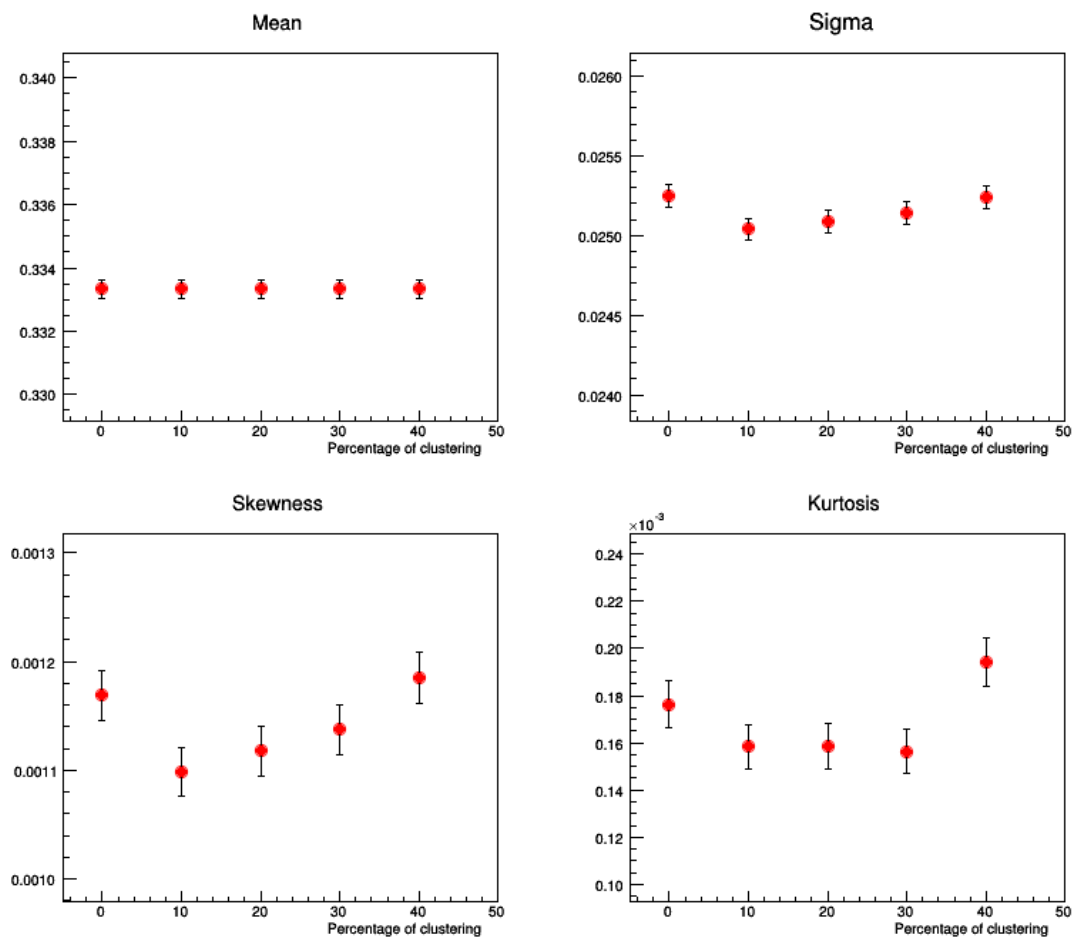 Mean
0.340
0.338
0.336
0.334
0.332
0.330
0 10 20 30 40 50
Percentage of clustering
Sigma
0.0260
0.0255
0.0250
0.0245
0.0240
0 10 20 30 40 50
Percentage of clustering
Skewness
0.0013
0.0012
0.0011
0.0010
0 10 20 30 40 50
Percentage of clustering
Kurtosis
×10⁻³
0.24
0.22
0.20
0.18
0.16
0.14
0.12
0.10
0 10 20 30 40 50
Percentage of clustering